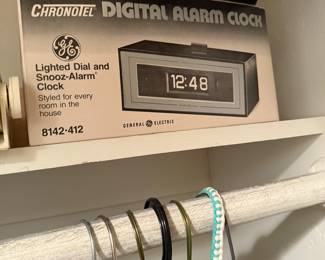 CHRONOTEL DIGITAL ALARM CLOCK
GE
Lighted Dial and
Snooz-Alarm®
Clock
Styled for every
room in the
house
8142-412
12:48
GENERAL ELECTRIC